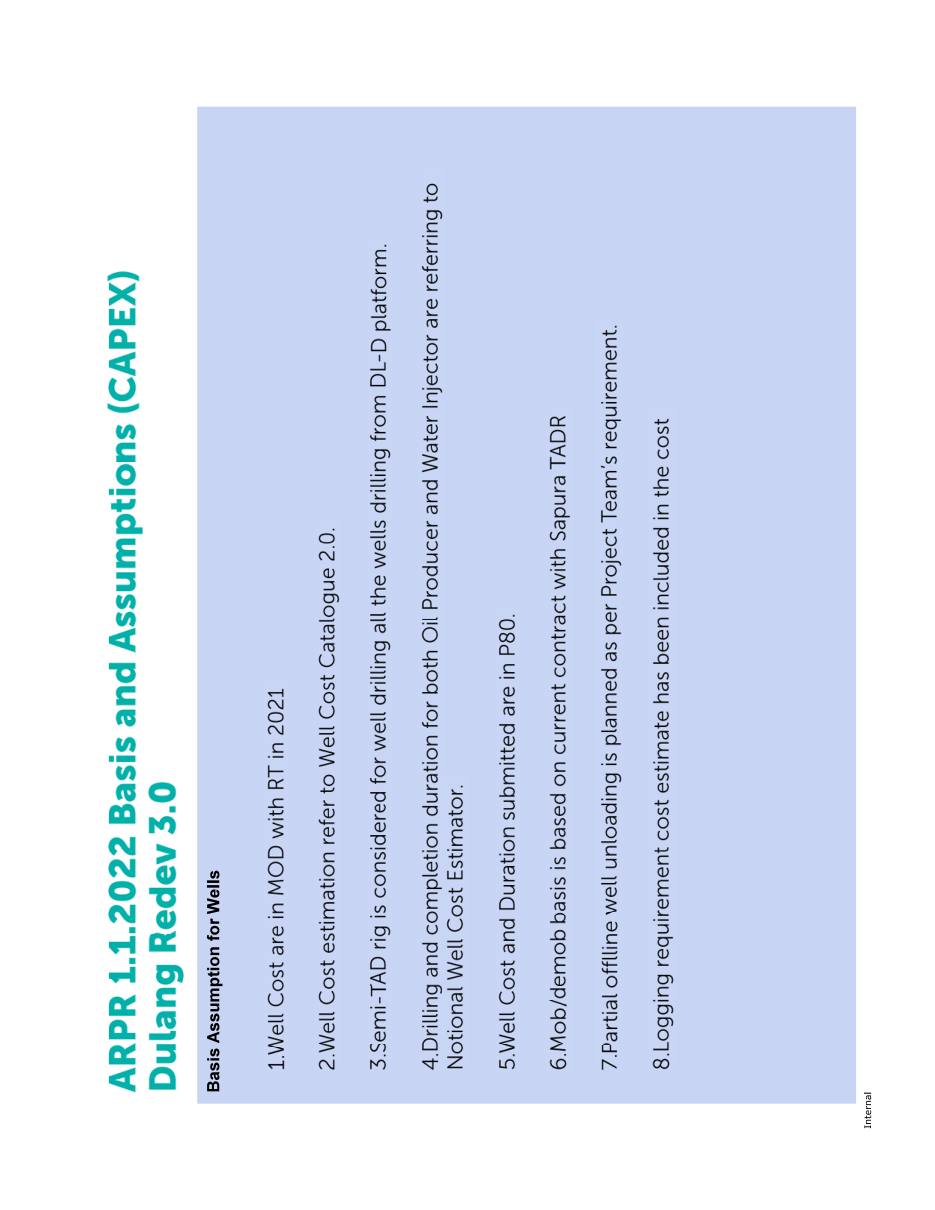 ARPR 1.1.2022 Basis and Assumptions (CAPEX)
Dulang Redev 3.0
Basis Assumption for Wells
1.Well Cost are in MOD with RT in 2021
2.Well Cost estimation refer to Well Cost Catalogue 2.0.
3.Semi-TAD rig is considered for well drilling all the wells drilling from DL-D platform.
4.Drilling and completion duration for both Oil Producer and Water Injector are referring to
Notional Well Cost Estimator.
5.Well Cost and Duration submitted are in P80.
6.Mob/demob basis is based on current contract with Sapura TADR
7.Partial offlline well unloading is planned as per Project Team's requirement.
8.Logging requirement cost estimate has been included in the cost
Internal